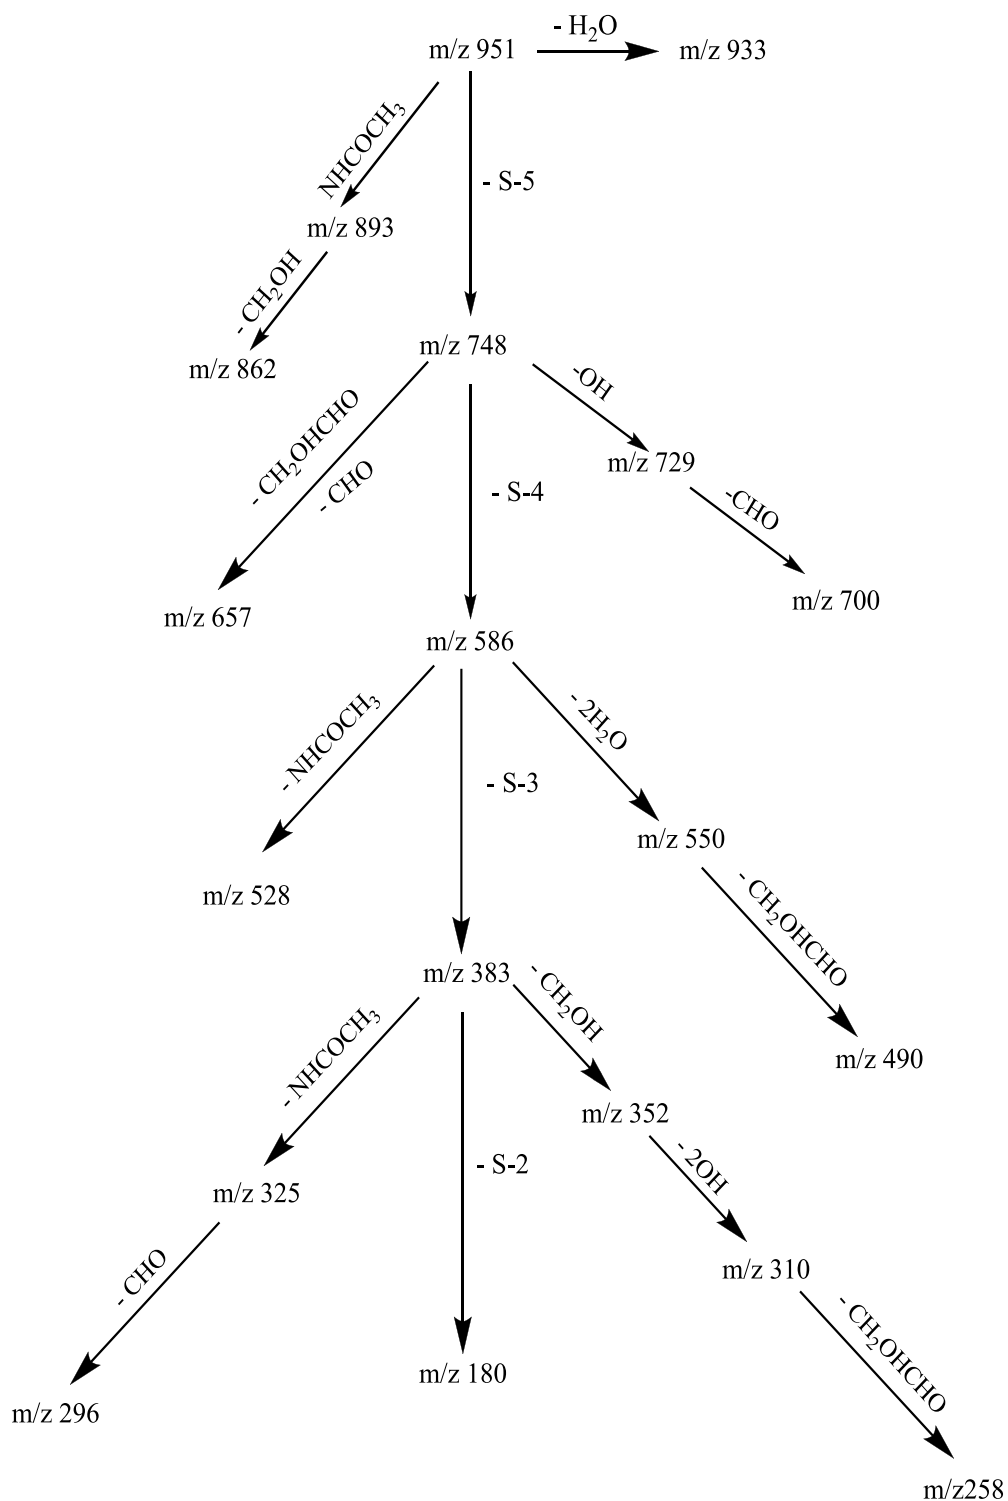 - H₂O
m/z 951
m/z 933
NHCOCH₃
- S-5
m/z 893
- CH₂OH
m/z 748
m/z 862
-OH
- CH₂OHCHO
- CHO
m/z 729
- S-4
-CHO
m/z 657
m/z 700
m/z 586
- NHCOCH₃
- 2H₂O
- S-3
m/z 550
m/z 528
- CH₂OHCHO
m/z 383
- CH₂OH
- NHCOCH₃
m/z 490
m/z 352
- S-2
- 2OH
m/z 325
- CHO
m/z 310
- CH₂OHCHO
m/z 180
m/z 296
m/z258